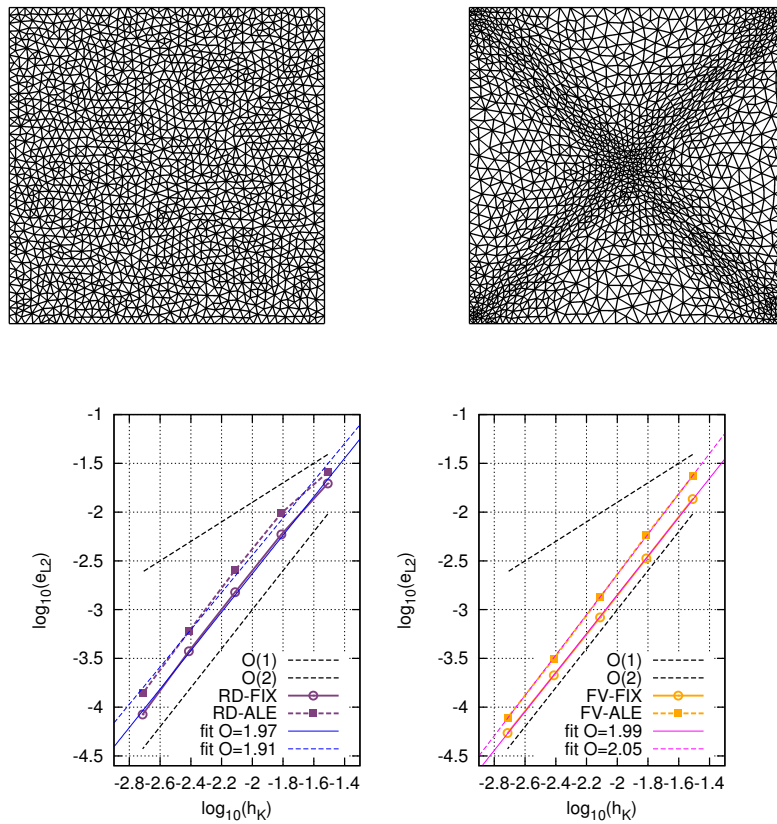 -1
-1.5
-2
-2.5
-3
-3.5
-4
-4.5
log10(eL2)
-2.8 -2.6 -2.4 -2.2 -2 -1.8 -1.6 -1.4
log10(hK)
O(1)
O(2)
RD-FIX
RD-ALE
fit O=1.97
fit O=1.91
-1
-1.5
-2
-2.5
-3
-3.5
-4
-4.5
log10(eL2)
-2.8 -2.6 -2.4 -2.2 -2 -1.8 -1.6 -1.4
log10(hK)
O(1)
O(2)
FV-FIX
FV-ALE
fit O=1.99
fit O=2.05